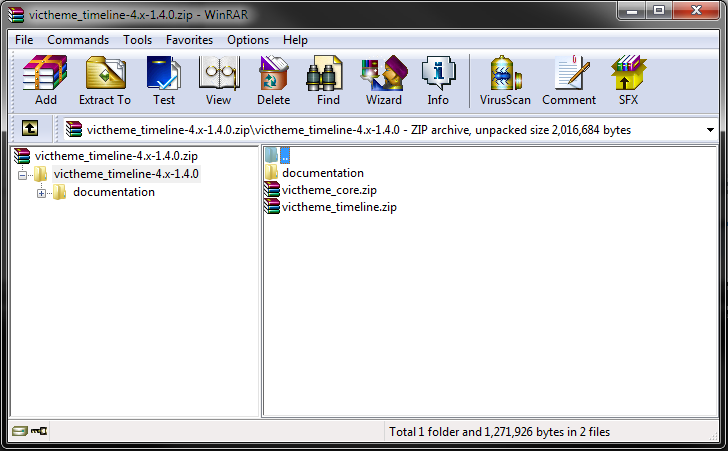 victheme_timeline-4.x-1.4.0.zip - WinRAR
File Commands Tools Favorites Options Help
Add Extract To Test View Delete Find Wizard Info VirusScan Comment SFX
victheme_timeline-4.x-1.4.0.zip\victheme_timeline-4.x-1.4.0 - ZIP archive, unpacked size 2,016,684 bytes
victheme_timeline-4.x-1.4.0.zip
victheme_timeline-4.x-1.4.0
documentation
..
documentation
victheme_core.zip
victheme_timeline.zip
Total 1 folder and 1,271,926 bytes in 2 files